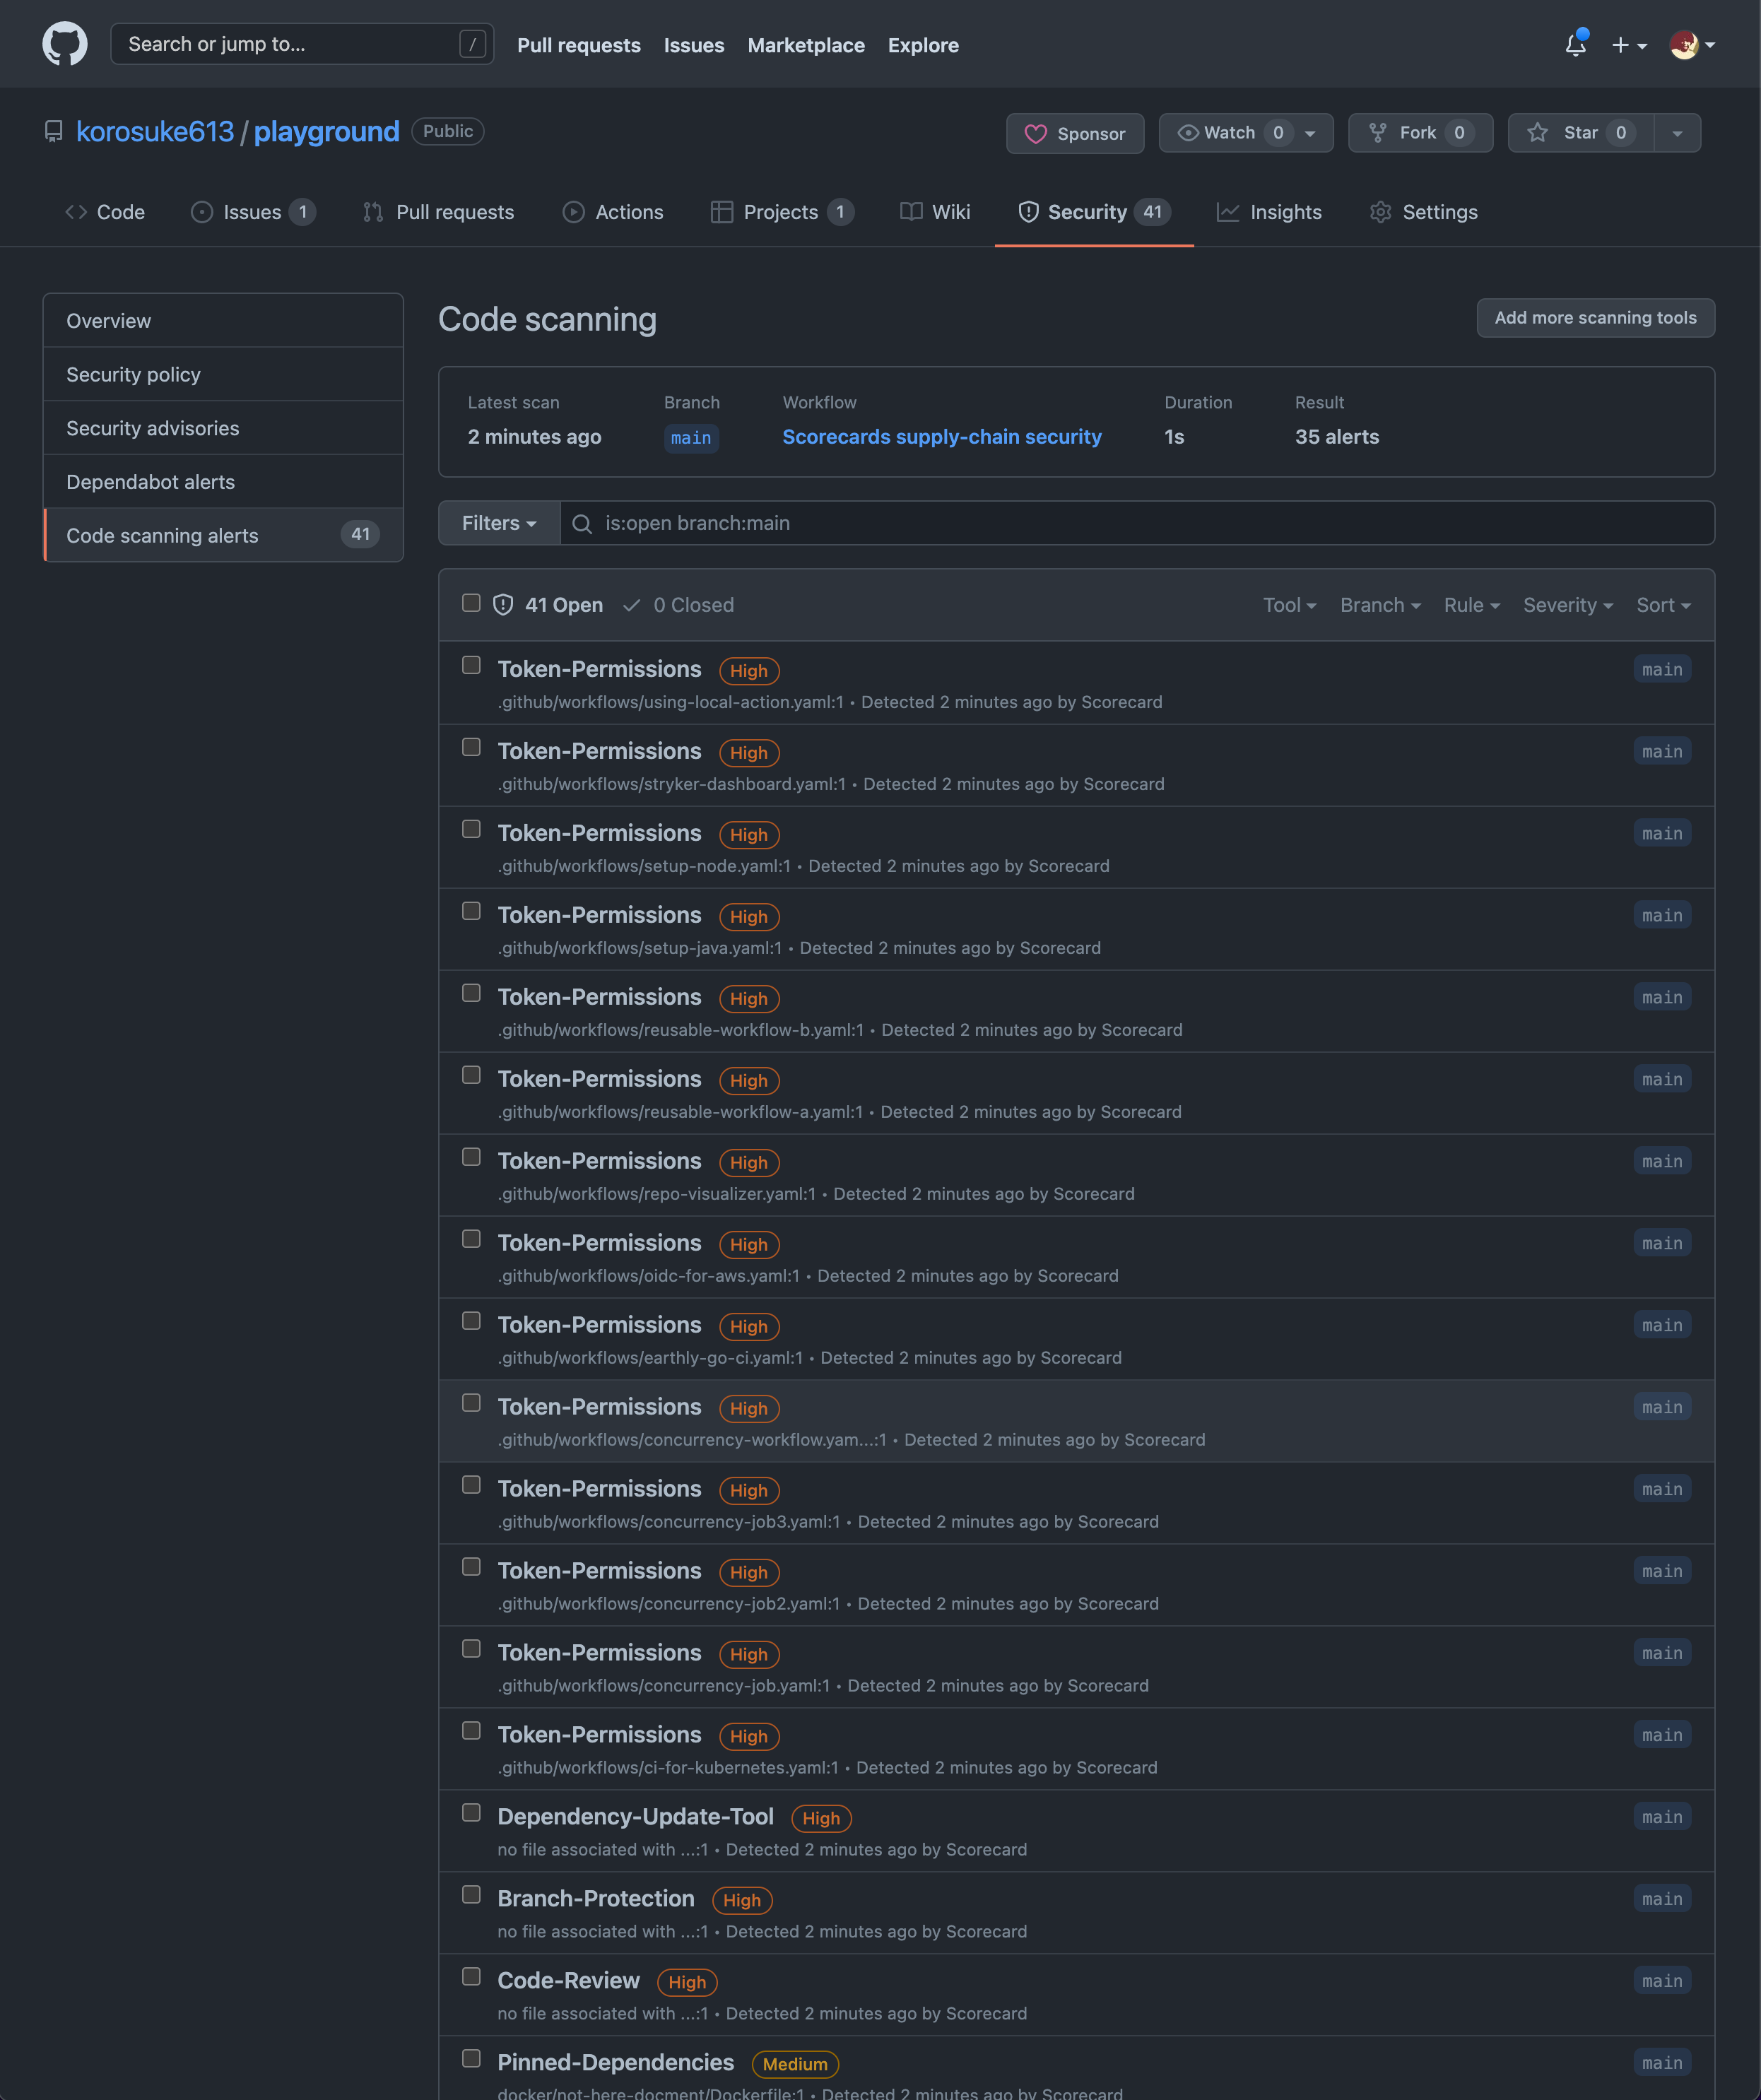 Search or jump to... / Pull requests Issues Marketplace Explore
korosuke613 / playground Public Sponsor Watch 0 Fork 0 Star 0
Code Issues 1 Pull requests Actions Projects 1 Wiki Security 41 Insights Settings
Overview
Security policy
Security advisories
Dependabot alerts
Code scanning alerts 41
Code scanning Add more scanning tools
Latest scan Branch Workflow Duration Result
2 minutes ago main Scorecards supply-chain security 1s 35 alerts
Filters is:open branch:main
41 Open 0 Closed Tool Branch Rule Severity Sort
Token-Permissions High main
.github/workflows/using-local-action.yaml:1 • Detected 2 minutes ago by Scorecard
Token-Permissions High main
.github/workflows/stryker-dashboard.yaml:1 • Detected 2 minutes ago by Scorecard
Token-Permissions High main
.github/workflows/setup-node.yaml:1 • Detected 2 minutes ago by Scorecard
Token-Permissions High main
.github/workflows/setup-java.yaml:1 • Detected 2 minutes ago by Scorecard
Token-Permissions High main
.github/workflows/reusable-workflow-b.yaml:1 • Detected 2 minutes ago by Scorecard
Token-Permissions High main
.github/workflows/reusable-workflow-a.yaml:1 • Detected 2 minutes ago by Scorecard
Token-Permissions High main
.github/workflows/repo-visualizer.yaml:1 • Detected 2 minutes ago by Scorecard
Token-Permissions High main
.github/workflows/oidc-for-aws.yaml:1 • Detected 2 minutes ago by Scorecard
Token-Permissions High main
.github/workflows/earthly-go-ci.yaml:1 • Detected 2 minutes ago by Scorecard
Token-Permissions High main
.github/workflows/concurrency-workflow.yam...:1 • Detected 2 minutes ago by Scorecard
Token-Permissions High main
.github/workflows/concurrency-job3.yaml:1 • Detected 2 minutes ago by Scorecard
Token-Permissions High main
.github/workflows/concurrency-job2.yaml:1 • Detected 2 minutes ago by Scorecard
Token-Permissions High main
.github/workflows/concurrency-job.yaml:1 • Detected 2 minutes ago by Scorecard
Token-Permissions High main
.github/workflows/ci-for-kubernetes.yaml:1 • Detected 2 minutes ago by Scorecard
Dependency-Update-Tool High main
no file associated with ...:1 • Detected 2 minutes ago by Scorecard
Branch-Protection High main
no file associated with ...:1 • Detected 2 minutes ago by Scorecard
Code-Review High main
no file associated with ...:1 • Detected 2 minutes ago by Scorecard
Pinned-Dependencies Medium main
docker/not-here-docment/Dockerfile:1 • Detected 2 minutes ago by Scorecard